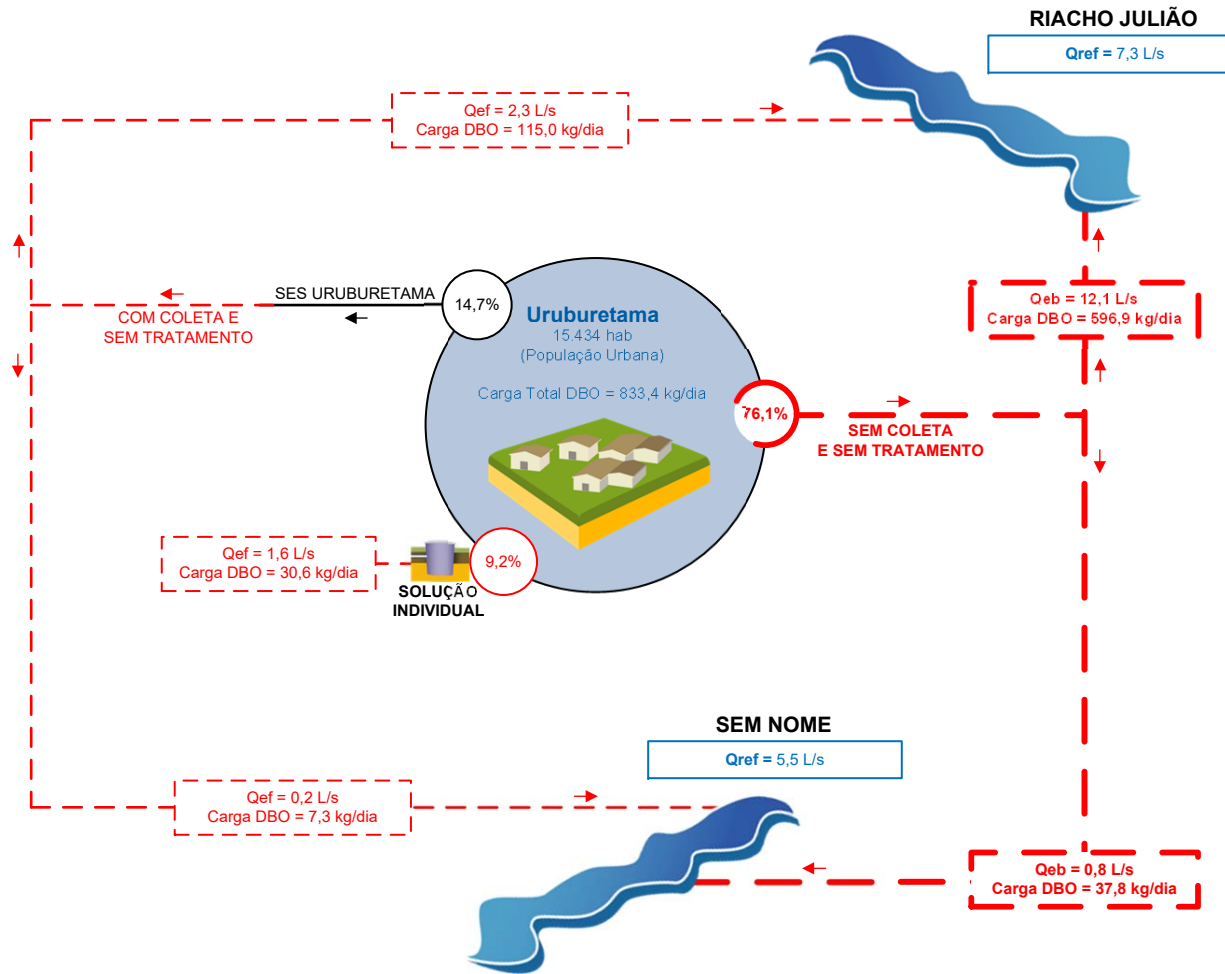 RIACHO JULIÃO
Qref = 7,3 L/s
Qef = 2,3 L/s
Carga DBO = 115,0 kg/dia
SES URUBURETAMA
14,7%
COM COLETA E
SEM TRATAMENTO
Uruburetama
15.434 hab
(População Urbana)
Carga Total DBO = 833,4 kg/dia
Qeb = 12,1 L/s
Carga DBO = 596,9 kg/dia
76,1%
SEM COLETA
E SEM TRATAMENTO
Qef = 1,6 L/s
Carga DBO = 30,6 kg/dia
9,2%
SOLUÇÃO
INDIVIDUAL
SEM NOME
Qref = 5,5 L/s
Qef = 0,2 L/s
Carga DBO = 7,3 kg/dia
Qeb = 0,8 L/s
Carga DBO = 37,8 kg/dia